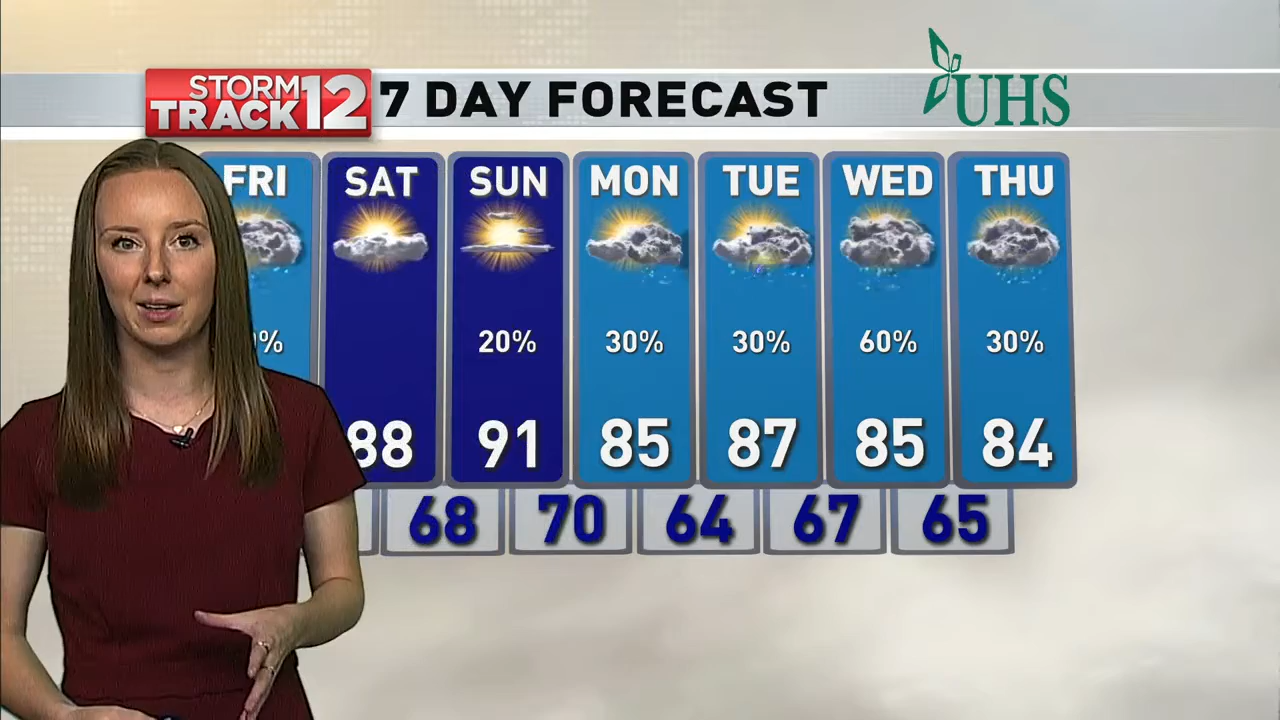 STORM
TRACK 12
7 DAY FORECAST
UHS
FRI SAT SUN MON TUE WED THU
20% 30% 30% 60% 30%
88 91 85 87 85 84
68 70 64 67 65